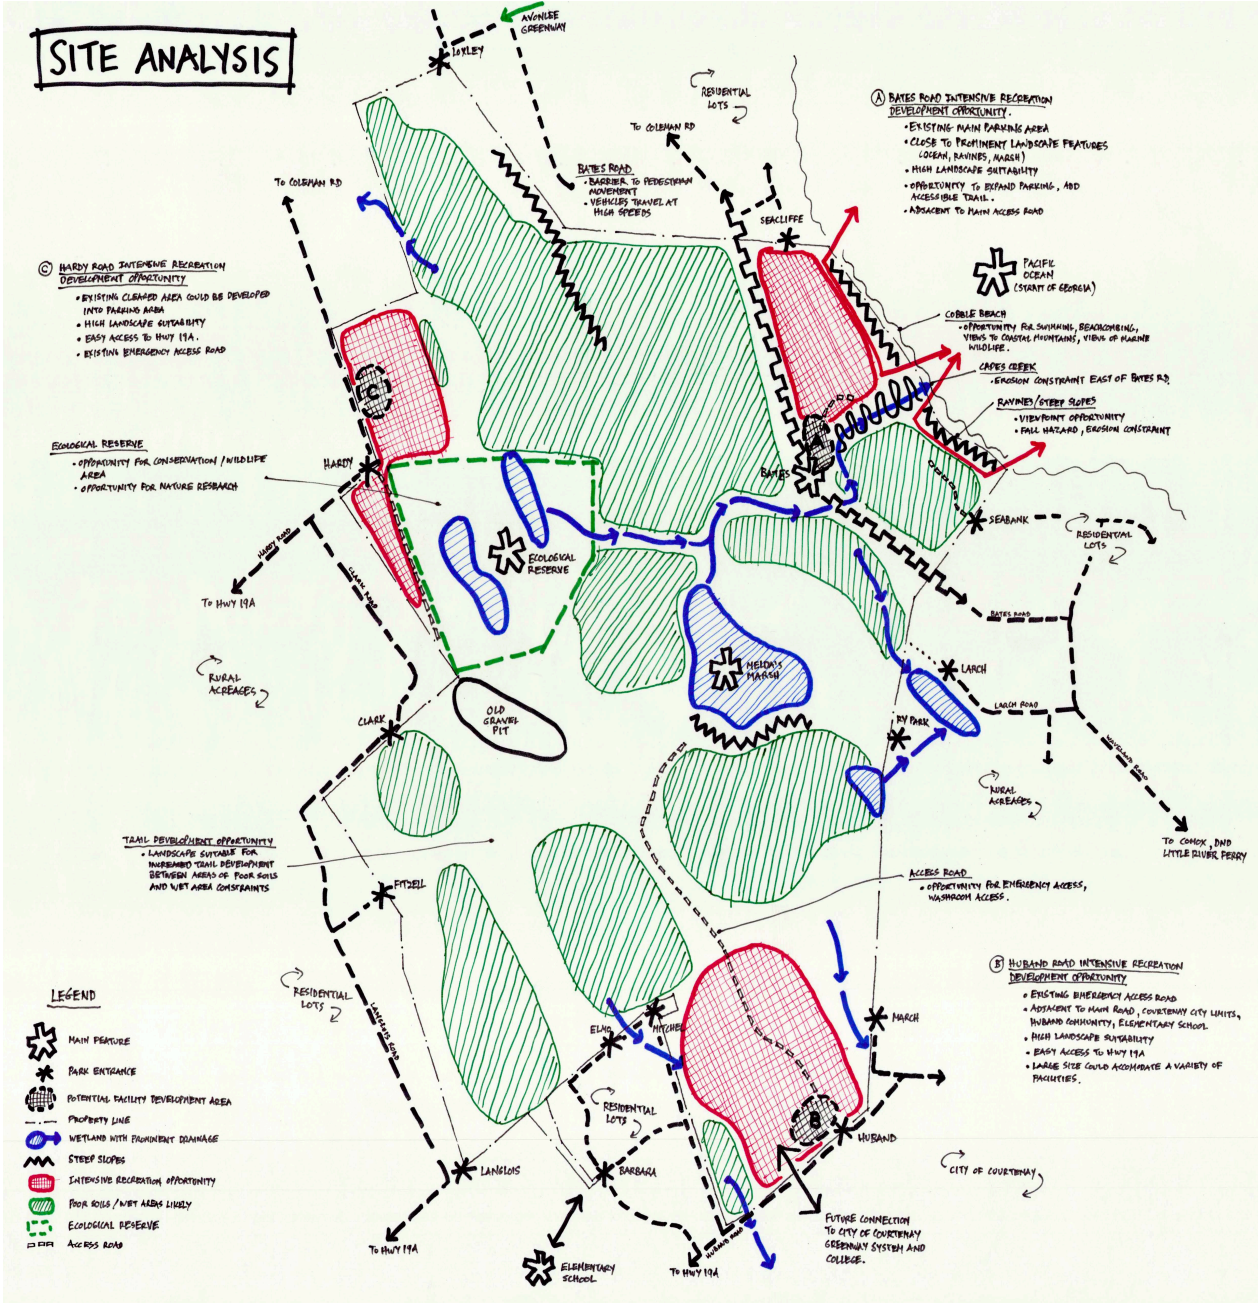 SITE ANALYSIS
AVONLEE
GREENWAY
LOXLEY
RESIDENTIAL
LOTS
TO COLEMAN RD
TO COLEMAN RD
BATES ROAD
• BARRIER TO PEDESTRIAN
MOVEMENT
• VEHICLES TRAVEL AT
HIGH SPEEDS
SEACLIFFE
Ⓐ BATES ROAD INTENSIVE RECREATION
DEVELOPMENT OPPORTUNITY.
• EXISTING MAIN PARKING AREA
• CLOSE TO PROMINENT LANDSCAPE FEATURES
(OCEAN, RAVINES, MARSH)
• HIGH LANDSCAPE SUITABILITY
• OPPORTUNITY TO EXPAND PARKING, ADD
ACCESSIBLE TRAIL.
• ADJACENT TO MAIN ACCESS ROAD
PACIFIC
OCEAN
(STRAIT OF GEORGIA)
Ⓒ HARDY ROAD INTENSIVE RECREATION
DEVELOPMENT OPPORTUNITY
• EXISTING CLEARED AREA COULD BE DEVELOPED
INTO PARKING AREA
• HIGH LANDSCAPE SUITABILITY
• EASY ACCESS TO HWY 19A.
• EXISTING EMERGENCY ACCESS ROAD
COBBLE BEACH
• OPPORTUNITY FOR SWIMMING, BEACHCOMBING,
VIEWS TO COASTAL MOUNTAINS, VIEWS OF MARINE
WILDLIFE.
CAPES CREEK
• EROSION CONSTRAINT EAST OF BATES RD.
RAVINES/STEEP SLOPES
• VIEWPOINT OPPORTUNITY
• FALL HAZARD, EROSION CONSTRAINT
C
A
ECOLOGICAL RESERVE
• OPPORTUNITY FOR CONSERVATION/WILDLIFE
AREA
• OPPORTUNITY FOR NATURE RESEARCH
HARDY
BATES
SEABANK
RESIDENTIAL
LOTS
HARDY ROAD
CLARK ROAD
TO HWY 19A
ECOLOGICAL
RESERVE
BATES ROAD
RURAL
ACREAGES
MELDA'S
MARSH
LARCH
LARCH ROAD
OLD
GRAVEL
PIT
CLARK
RV PARK
WAVELAND ROAD
RURAL
ACREAGES
TO COMOX, DND
LITTLE RIVER FERRY
TRAIL DEVELOPMENT OPPORTUNITY
• LANDSCAPE SUITABLE FOR
INCREASED TRAIL DEVELOPMENT
BETWEEN AREAS OF POOR SOILS
AND WET AREA CONSTRAINTS
FITZELL
ACCESS ROAD
• OPPORTUNITY FOR EMERGENCY ACCESS,
WASHROOM ACCESS.
RESIDENTIAL
LOTS
LANGLOIS ROAD
Ⓑ HUBAND ROAD INTENSIVE RECREATION
DEVELOPMENT OPPORTUNITY
• EXISTING EMERGENCY ACCESS ROAD
• ADJACENT TO MAIN ROAD, COURTENAY CITY LIMITS,
HUBAND COMMUNITY, ELEMENTARY SCHOOL
• HIGH LANDSCAPE SUITABILITY
• EASY ACCESS TO HWY 19A
• LARGE SIZE COULD ACCOMODATE A VARIETY OF
FACILITIES.
ELMO
MITCHEL
MARCH
RESIDENTIAL
LOTS
B
HUBAND
LANGLOIS
BARBARA
CITY OF COURTENAY
FUTURE CONNECTION
TO CITY OF COURTENAY
GREENWAY SYSTEM AND
COLLEGE.
HUBAND ROAD
TO HWY 19A
ELEMENTARY
SCHOOL
TO HWY 19A
LEGEND
MAIN FEATURE
PARK ENTRANCE
POTENTIAL FACILITY DEVELOPMENT AREA
PROPERTY LINE
WETLAND WITH PROMINENT DRAINAGE
STEEP SLOPES
INTENSIVE RECREATION OPPORTUNITY
POOR SOILS/WET AREAS LIKELY
ECOLOGICAL RESERVE
ACCESS ROAD